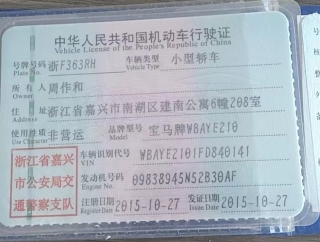 中华人民共和国机动车行驶证
Vehicle License of the People's Republic of China
号牌号码 浙F363RH 车辆类型 小型轿车
Plate No. Vehicle Type
所有人 周作和
Owner
住址 浙江省嘉兴市南湖区建南公寓6幢208室
Address
使用性质 非营运 品牌型号 宝马牌WBAYE210
Use Character Model
浙江省嘉兴
市公安局交
通警察支队
车辆识别代号 WBAYE2101FD840141
VIN
发动机号码 09838945N52B30AF
Engine No.
注册日期 2015-10-27 发证日期 2015-10-27
Register Date Issue Date